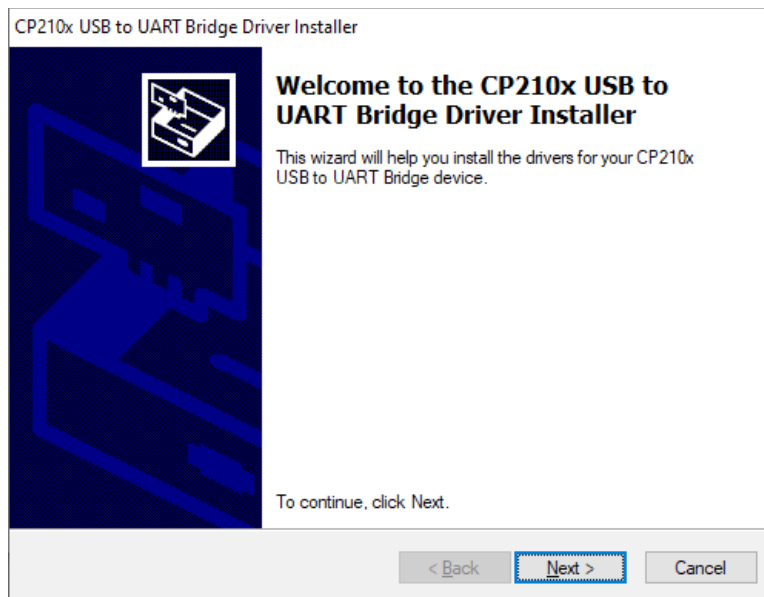 CP210x USB to UART Bridge Driver Installer
Welcome to the CP210x USB to
UART Bridge Driver Installer
This wizard will help you install the drivers for your CP210x
USB to UART Bridge device.
To continue, click Next.
< Back
Next >
Cancel